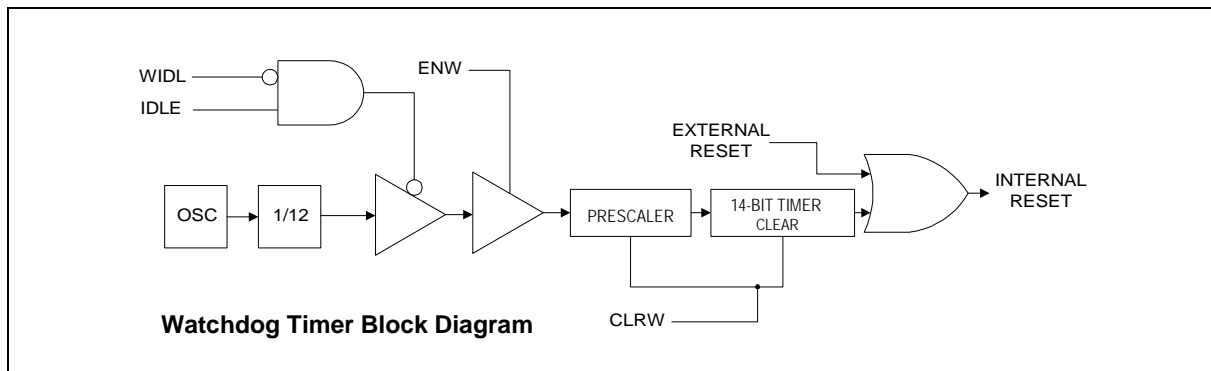 WIDL
IDLE
ENW
EXTERNAL
RESET
INTERNAL
RESET
OSC
1/12
PRESCALER
14-BIT TIMER
CLEAR
CLRW
Watchdog Timer Block Diagram